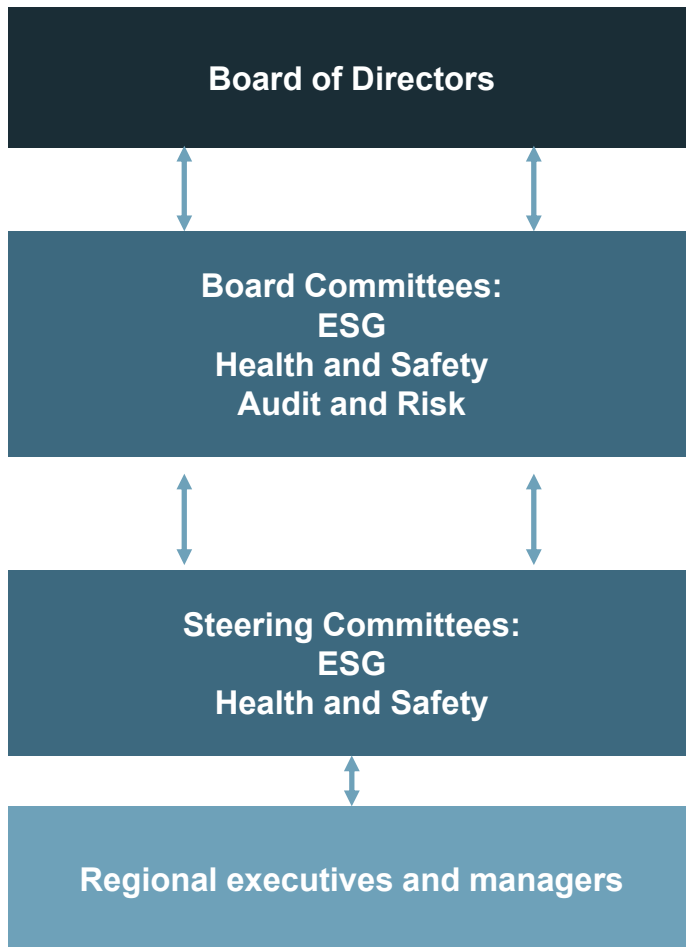 Board of Directors
Board Committees:
ESG
Health and Safety
Audit and Risk
Steering Committees:
ESG
Health and Safety
Regional executives and managers